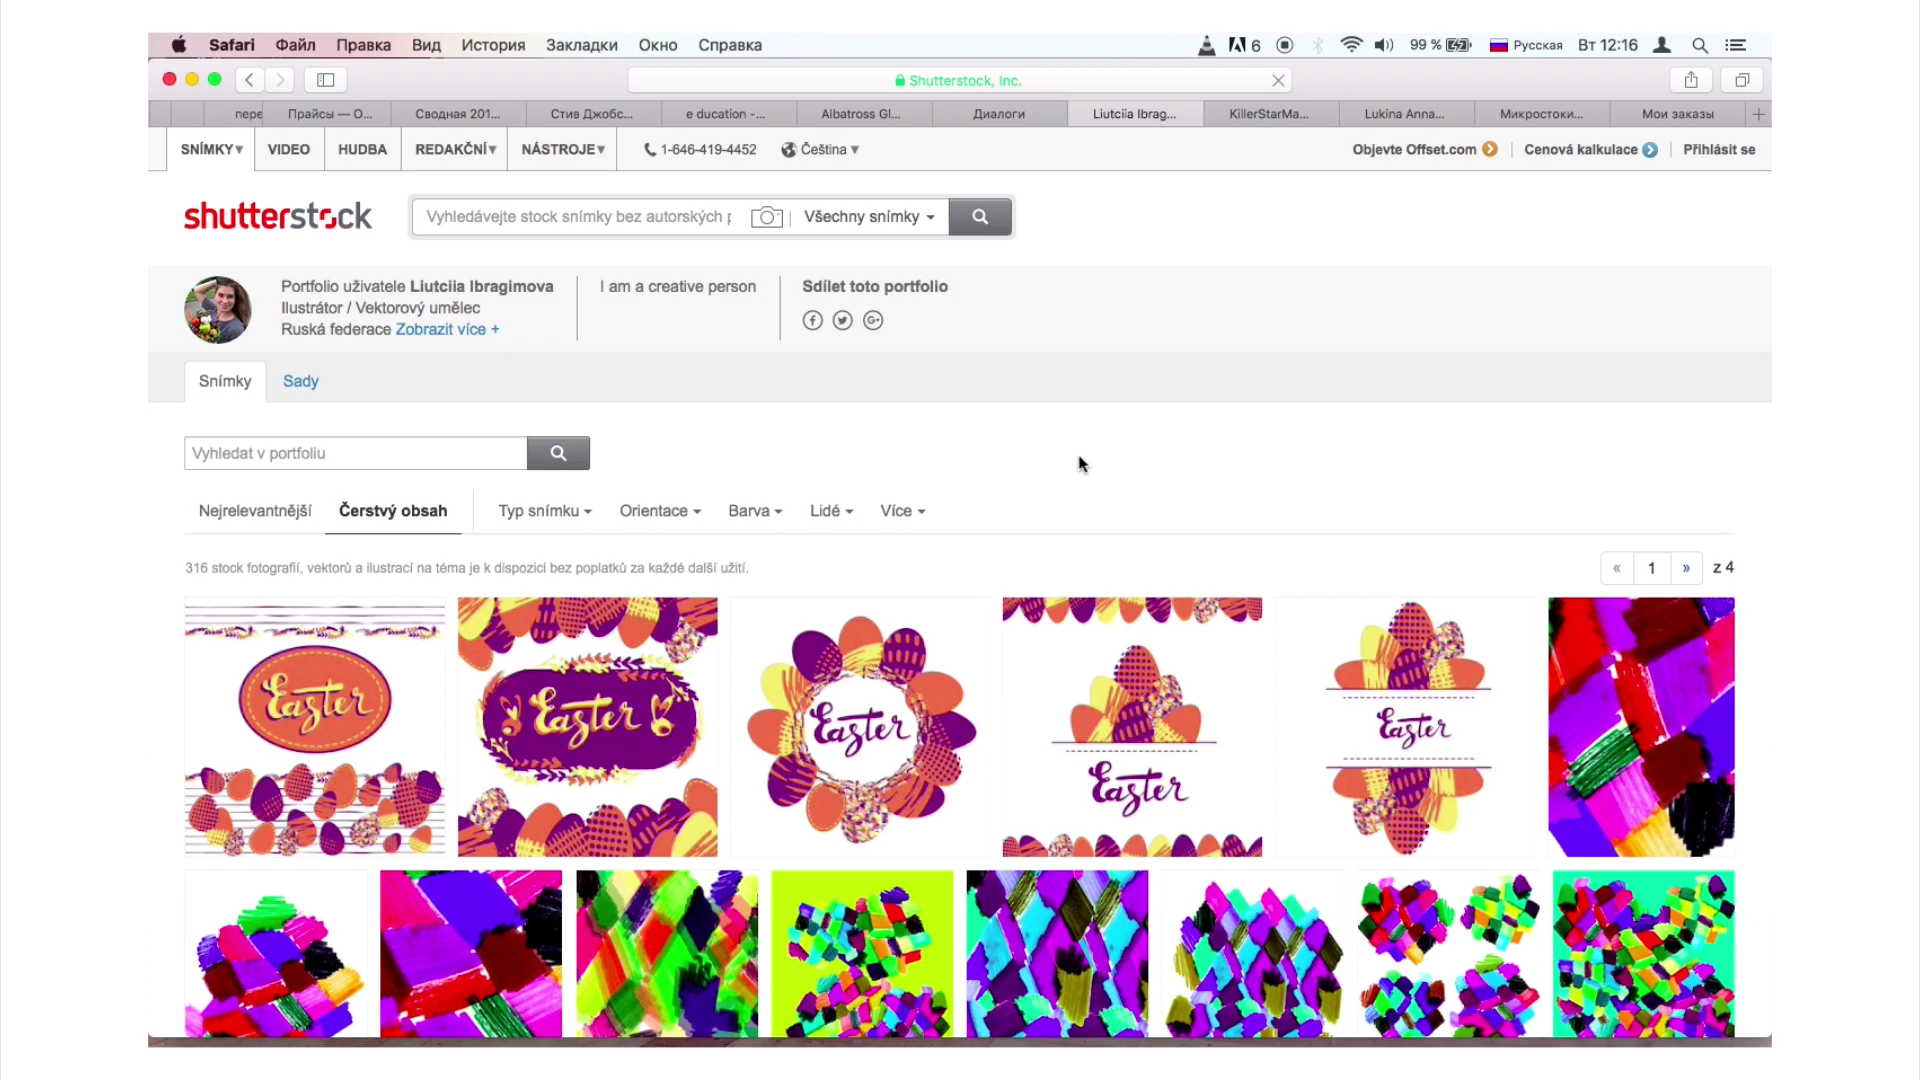 Safari Файл Правка Вид История Закладки Окно Справка 6 99 % Русская Вт 12:16
Shutterstock, Inc.
пере Прайсы — О... Сводная 201... Стив Джобс... e ducation -... Albatross Gl... Диалоги Liutciia Ibrag... KillerStarMa... Lukina Anna... Микростоки... Мои заказы
SNÍMKY VIDEO HUDBA REDAKČNÍ NÁSTROJE 1-646-419-4452 Čeština Objevte Offset.com Cenová kalkulace Přihlásit se
shutterstock Vyhledávejte stock snímky bez autorských p Všechny snímky
Portfolio uživatele Liutciia Ibragimova I am a creative person Sdílet toto portfolio
Ilustrátor / Vektorový umělec
Ruská federace Zobrazit více +
Snímky Sady
Vyhledat v portfoliu
Nejrelevantnější Čerstvý obsah Typ snímku Orientace Barva Lidé Více
316 stock fotografií, vektorů a ilustrací na téma je k dispozici bez poplatků za každé další užití. « 1 » z 4
Easter
Easter
Easter
Easter
Easter